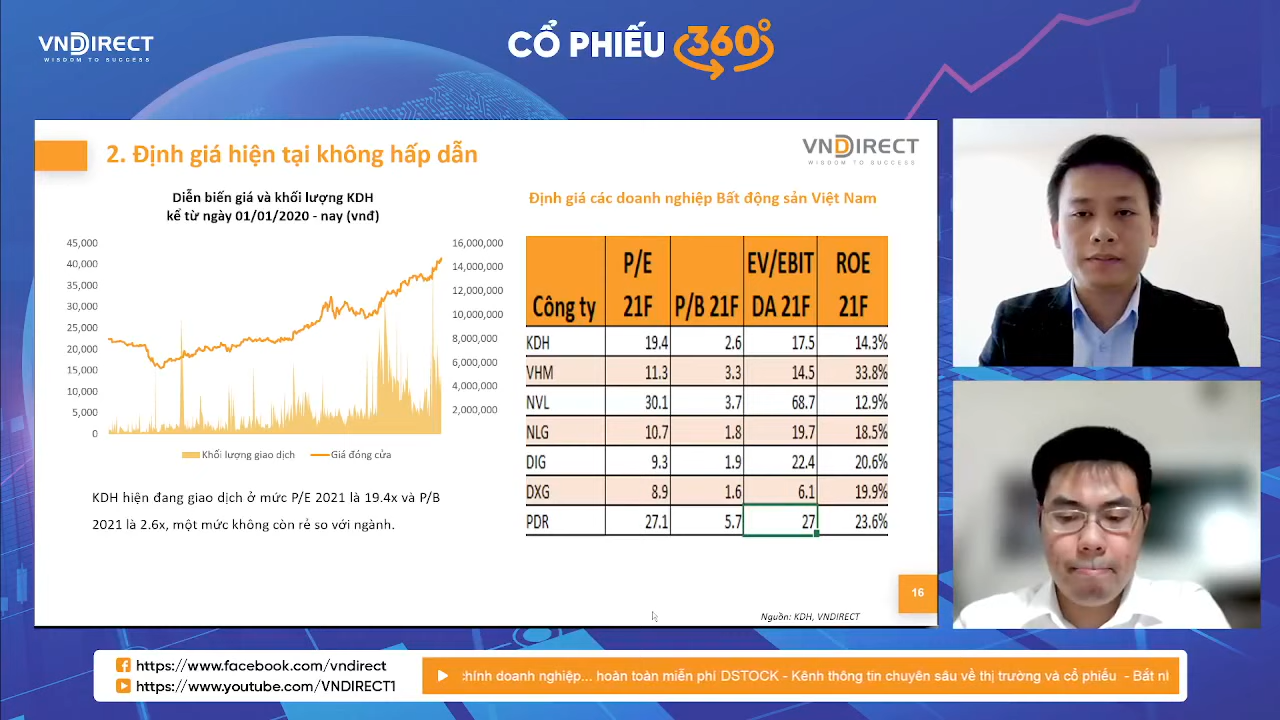 VNDIRECT
WISDOM TO SUCCESS
CỔ PHIẾU 360°
2. Định giá hiện tại không hấp dẫn
VNDIRECT
WISDOM TO SUCCESS
Diễn biến giá và khối lượng KDH
kể từ ngày 01/01/2020 - nay (vnđ)
45,000
40,000
35,000
30,000
25,000
20,000
15,000
10,000
5,000
0
16,000,000
14,000,000
12,000,000
10,000,000
8,000,000
6,000,000
4,000,000
2,000,000
Khối lượng giao dịch
Giá đóng cửa
KDH hiện đang giao dịch ở mức P/E 2021 là 19.4x và P/B
2021 là 2.6x, một mức không còn rẻ so với ngành.
Định giá các doanh nghiệp Bất động sản Việt Nam
Công ty P/E 21F P/B 21F EV/EBITDA 21F ROE 21F
KDH 19.4 2.6 17.5 14.3%
VHM 11.3 3.3 14.5 33.8%
NVL 30.1 3.7 68.7 12.9%
NLG 10.7 1.8 19.7 18.5%
DIG 9.3 1.9 22.4 20.6%
DXG 8.9 1.6 6.1 19.9%
PDR 27.1 5.7 27 23.6%
16
Nguồn: KDH, VNDIRECT
https://www.facebook.com/vndirect
https://www.youtube.com/VNDIRECT1
chính doanh nghiệp... hoàn toàn miễn phí DSTOCK - Kênh thông tin chuyên sâu về thị trường và cổ phiếu - Bắt